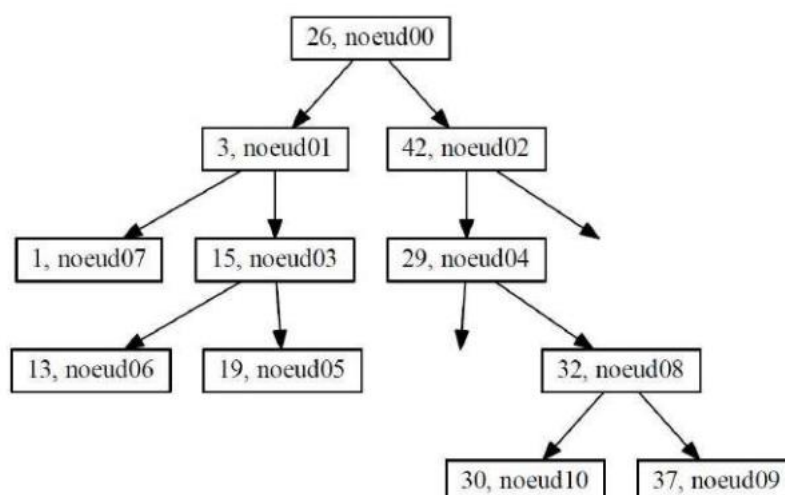 26, noeud00
3, noeud01
42, noeud02
1, noeud07
15, noeud03
29, noeud04
13, noeud06
19, noeud05
32, noeud08
30, noeud10
37, noeud09